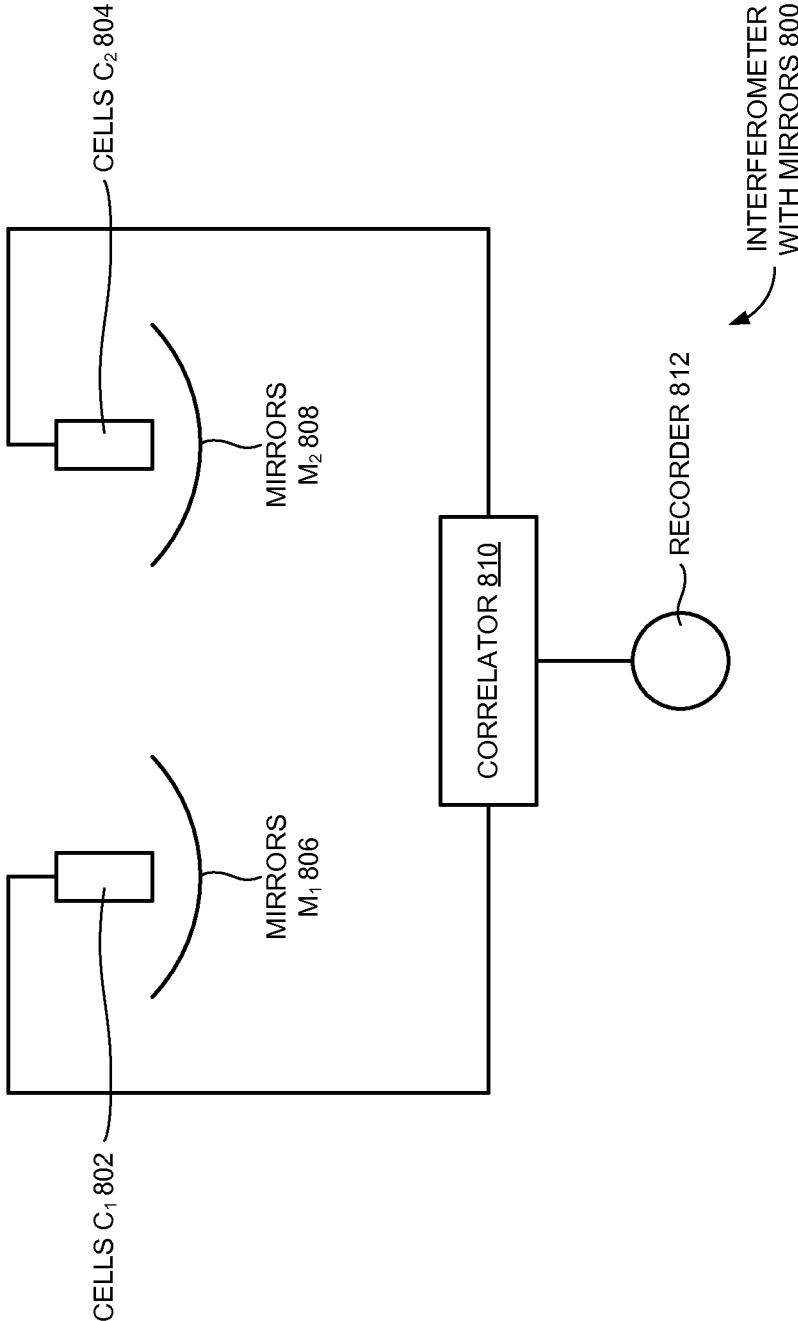 CELLS C₁ 802
CELLS C₂ 804
MIRRORS
M₁ 806
MIRRORS
M₂ 808
CORRELATOR 810
RECORDER 812
INTERFEROMETER
WITH MIRRORS 800